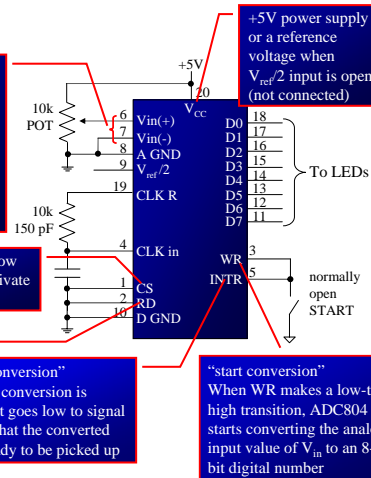 +5V power supply
or a reference
voltage when
Vref/2 input is open
(not connected)
+5V
20
VCC
10k
POT
6 Vin(+)
7 Vin(-)
8 A GND
9 Vref/2
19 CLK R
10k
150 pF
4 CLK in
1 CS
2 RD
10 D GND
D0 18
D1 17
D2 16
D3 15
D4 14
D5 13
D6 12
D7 11
To LEDs
WR 3
INTR 5
normally
open
START
conversion”
conversion is
t goes low to signal
hat the converted
dy to be picked up
“start conversion”
When WR makes a low-t
high transition, ADC804
starts converting the anal
input value of Vin to an 8-
bit digital number